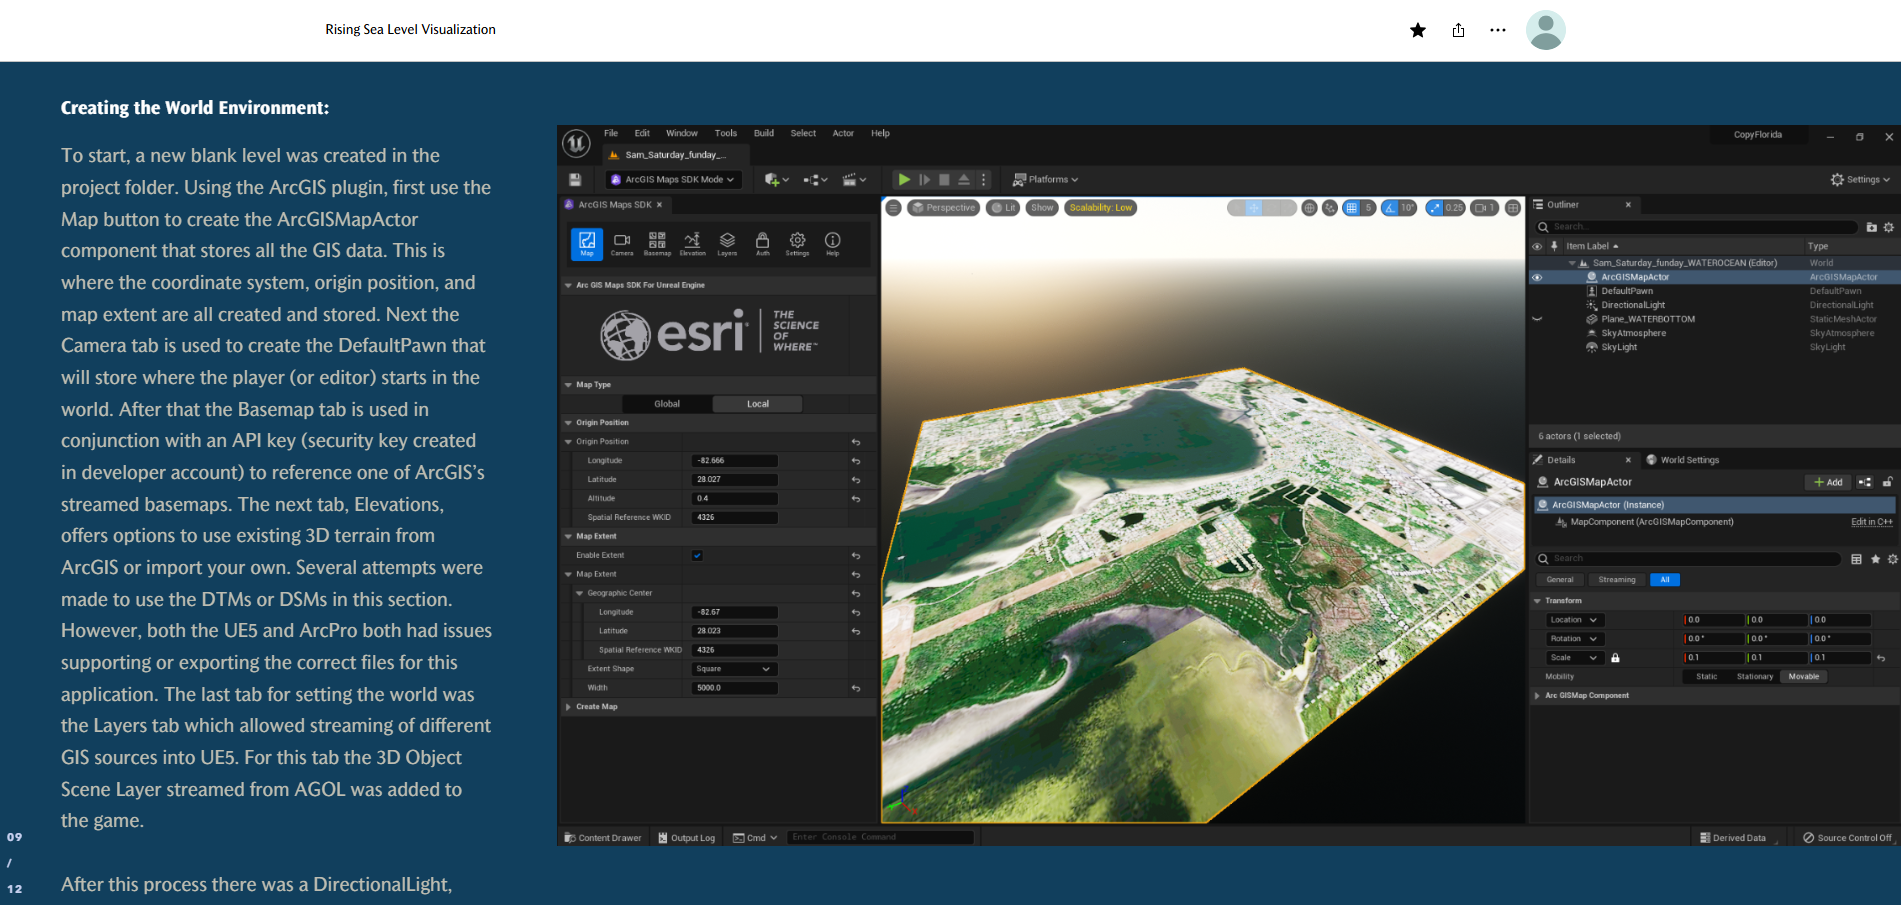 Rising Sea Level Visualization
Creating the World Environment:
To start, a new blank level was created in the
project folder. Using the ArcGIS plugin, first use the
Map button to create the ArcGISMapActor
component that stores all the GIS data. This is
where the coordinate system, origin position, and
map extent are all created and stored. Next the
Camera tab is used to create the DefaultPawn that
will store where the player (or editor) starts in the
world. After that the Basemap tab is used in
conjunction with an API key (security key created
in developer account) to reference one of ArcGIS's
streamed basemaps. The next tab, Elevations,
offers options to use existing 3D terrain from
ArcGIS or import your own. Several attempts were
made to use the DTMs or DSMs in this section.
However, both the UE5 and ArcPro both had issues
supporting or exporting the correct files for this
application. The last tab for setting the world was
the Layers tab which allowed streaming of different
GIS sources into UE5. For this tab the 3D Object
Scene Layer streamed from AGOL was added to
the game.
After this process there was a DirectionalLight,
09
/
12
File Edit Window Tools Build Select Actor Help
CopyFlorida
Sam_Saturday_funday_...
ArcGIS Maps SDK Mode
Platforms
Settings
ArcGIS Maps SDK
Map Camera Basemap Elevation Layers Auth Settings Help
Arc GIS Maps SDK For Unreal Engine
esri
THE
SCIENCE
OF
WHERE™
Map Type
Global Local
Origin Position
Origin Position
Longitude -82.666
Latitude 28.027
Altitude 0.4
Spatial Reference WKID 4326
Map Extent
Enable Extent
Map Extent
Geographic Center
Longitude -82.67
Latitude 28.023
Spatial Reference WKID 4326
Extent Shape Square
Width 5000.0
Create Map
Perspective Lit Show Scalability: Low 5 10° 0.25 1
Outliner
Search...
Item Label Type
Sam_Saturday_funday_WATEROCEAN (Editor) World
ArcGISMapActor ArcGISMapActor
DefaultPawn DefaultPawn
DirectionalLight DirectionalLight
Plane_WATERBOTTOM StaticMeshActor
SkyAtmosphere SkyAtmosphere
SkyLight SkyLight
6 actors (1 selected)
Details World Settings
ArcGISMapActor Add
ArcGISMapActor (Instance)
MapComponent (ArcGISMapComponent) Edit in C++
Search
General Streaming All
Transform
Location 0.0 0.0 0.0
Rotation 0.0° 0.0° 0.0°
Scale 0.1 0.1 0.1
Mobility Static Stationary Movable
Arc GISMap Component
Content Drawer Output Log Cmd Enter Console Command
Derived Data Source Control Off